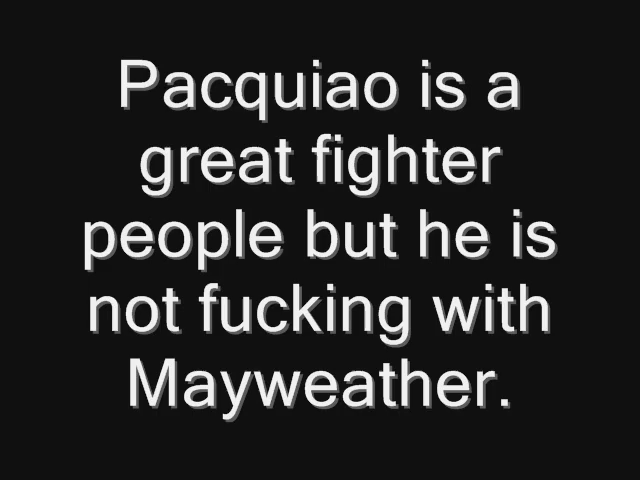 Pacquiao is a
great fighter
people but he is
not fucking with
Mayweather.